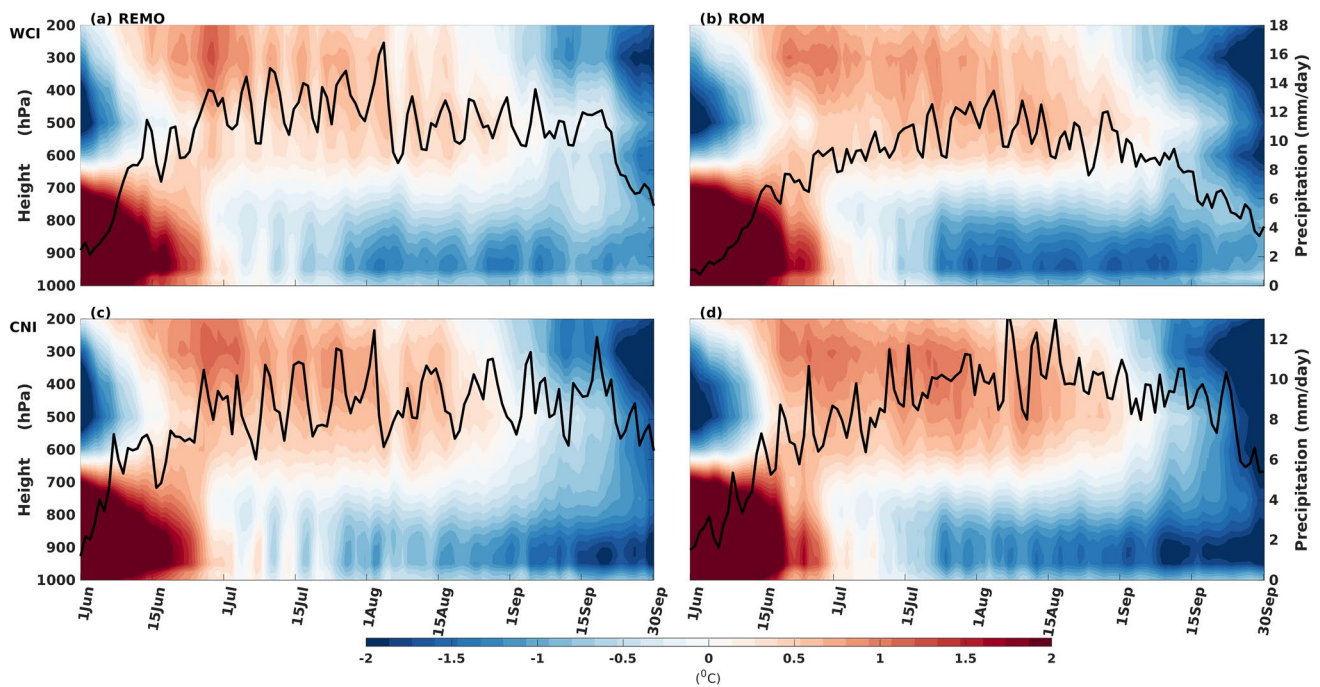 (a) REMO
(b) ROM
WCI
200
300
400
500
600
700
800
900
1000
Height (hPa)
18
16
14
12
10
8
6
4
2
0
Precipitation (mm/day)
(c)
(d)
CNI
200
300
400
500
600
700
800
900
1000
Height (hPa)
12
10
8
6
4
2
0
Precipitation (mm/day)
1Jun
15Jun
1Jul
15Jul
1Aug
15Aug
1Sep
15Sep
30Sep
1Jun
15Jun
1Jul
15Jul
1Aug
15Aug
1Sep
15Sep
30Sep
-2 -1.5 -1 -0.5 0 0.5 1 1.5 2
(⁰C)